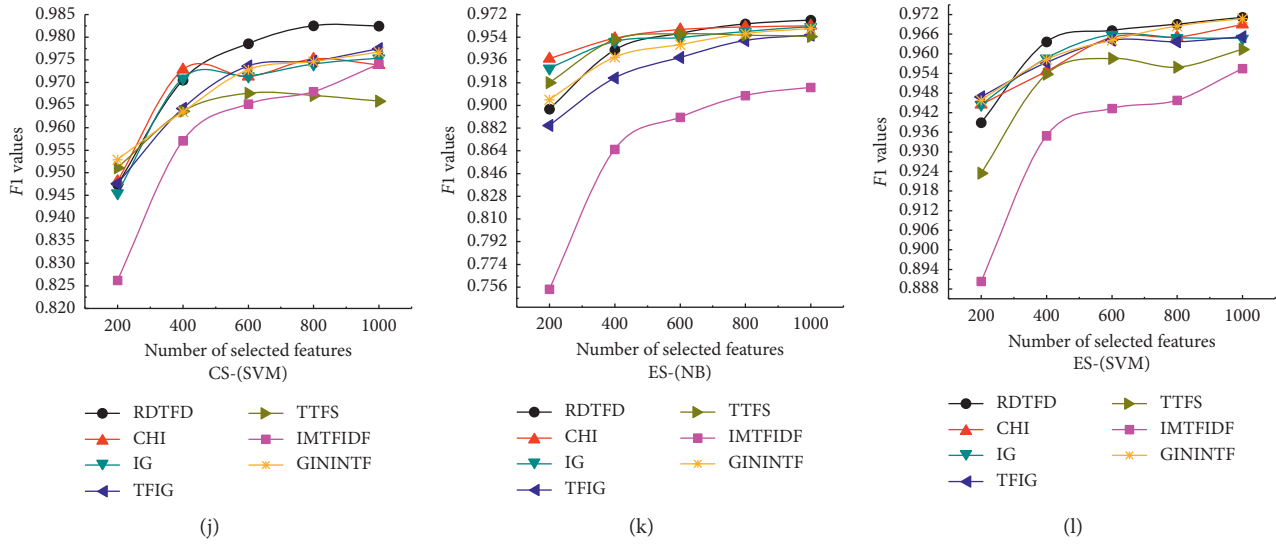 0.985
0.980
0.975
0.970
0.965
0.960
0.955
0.950
0.945
0.940
0.835
0.830
0.825
0.820
F1 values
200 400 600 800 1000
Number of selected features
CS-(SVM)
RDTFD
CHI
IG
TFIG
TTFS
IMTFIDF
GININTF
(j)
0.972
0.954
0.936
0.918
0.900
0.882
0.864
0.846
0.828
0.810
0.792
0.774
0.756
F1 values
200 400 600 800 1000
Number of selected features
ES-(NB)
RDTFD
CHI
IG
TFIG
TTFS
IMTFIDF
GININTF
(k)
0.972
0.966
0.960
0.954
0.948
0.942
0.936
0.930
0.924
0.918
0.912
0.906
0.900
0.894
0.888
F1 values
200 400 600 800 1000
Number of selected features
ES-(SVM)
RDTFD
CHI
IG
TFIG
TTFS
IMTFIDF
GININTF
(l)